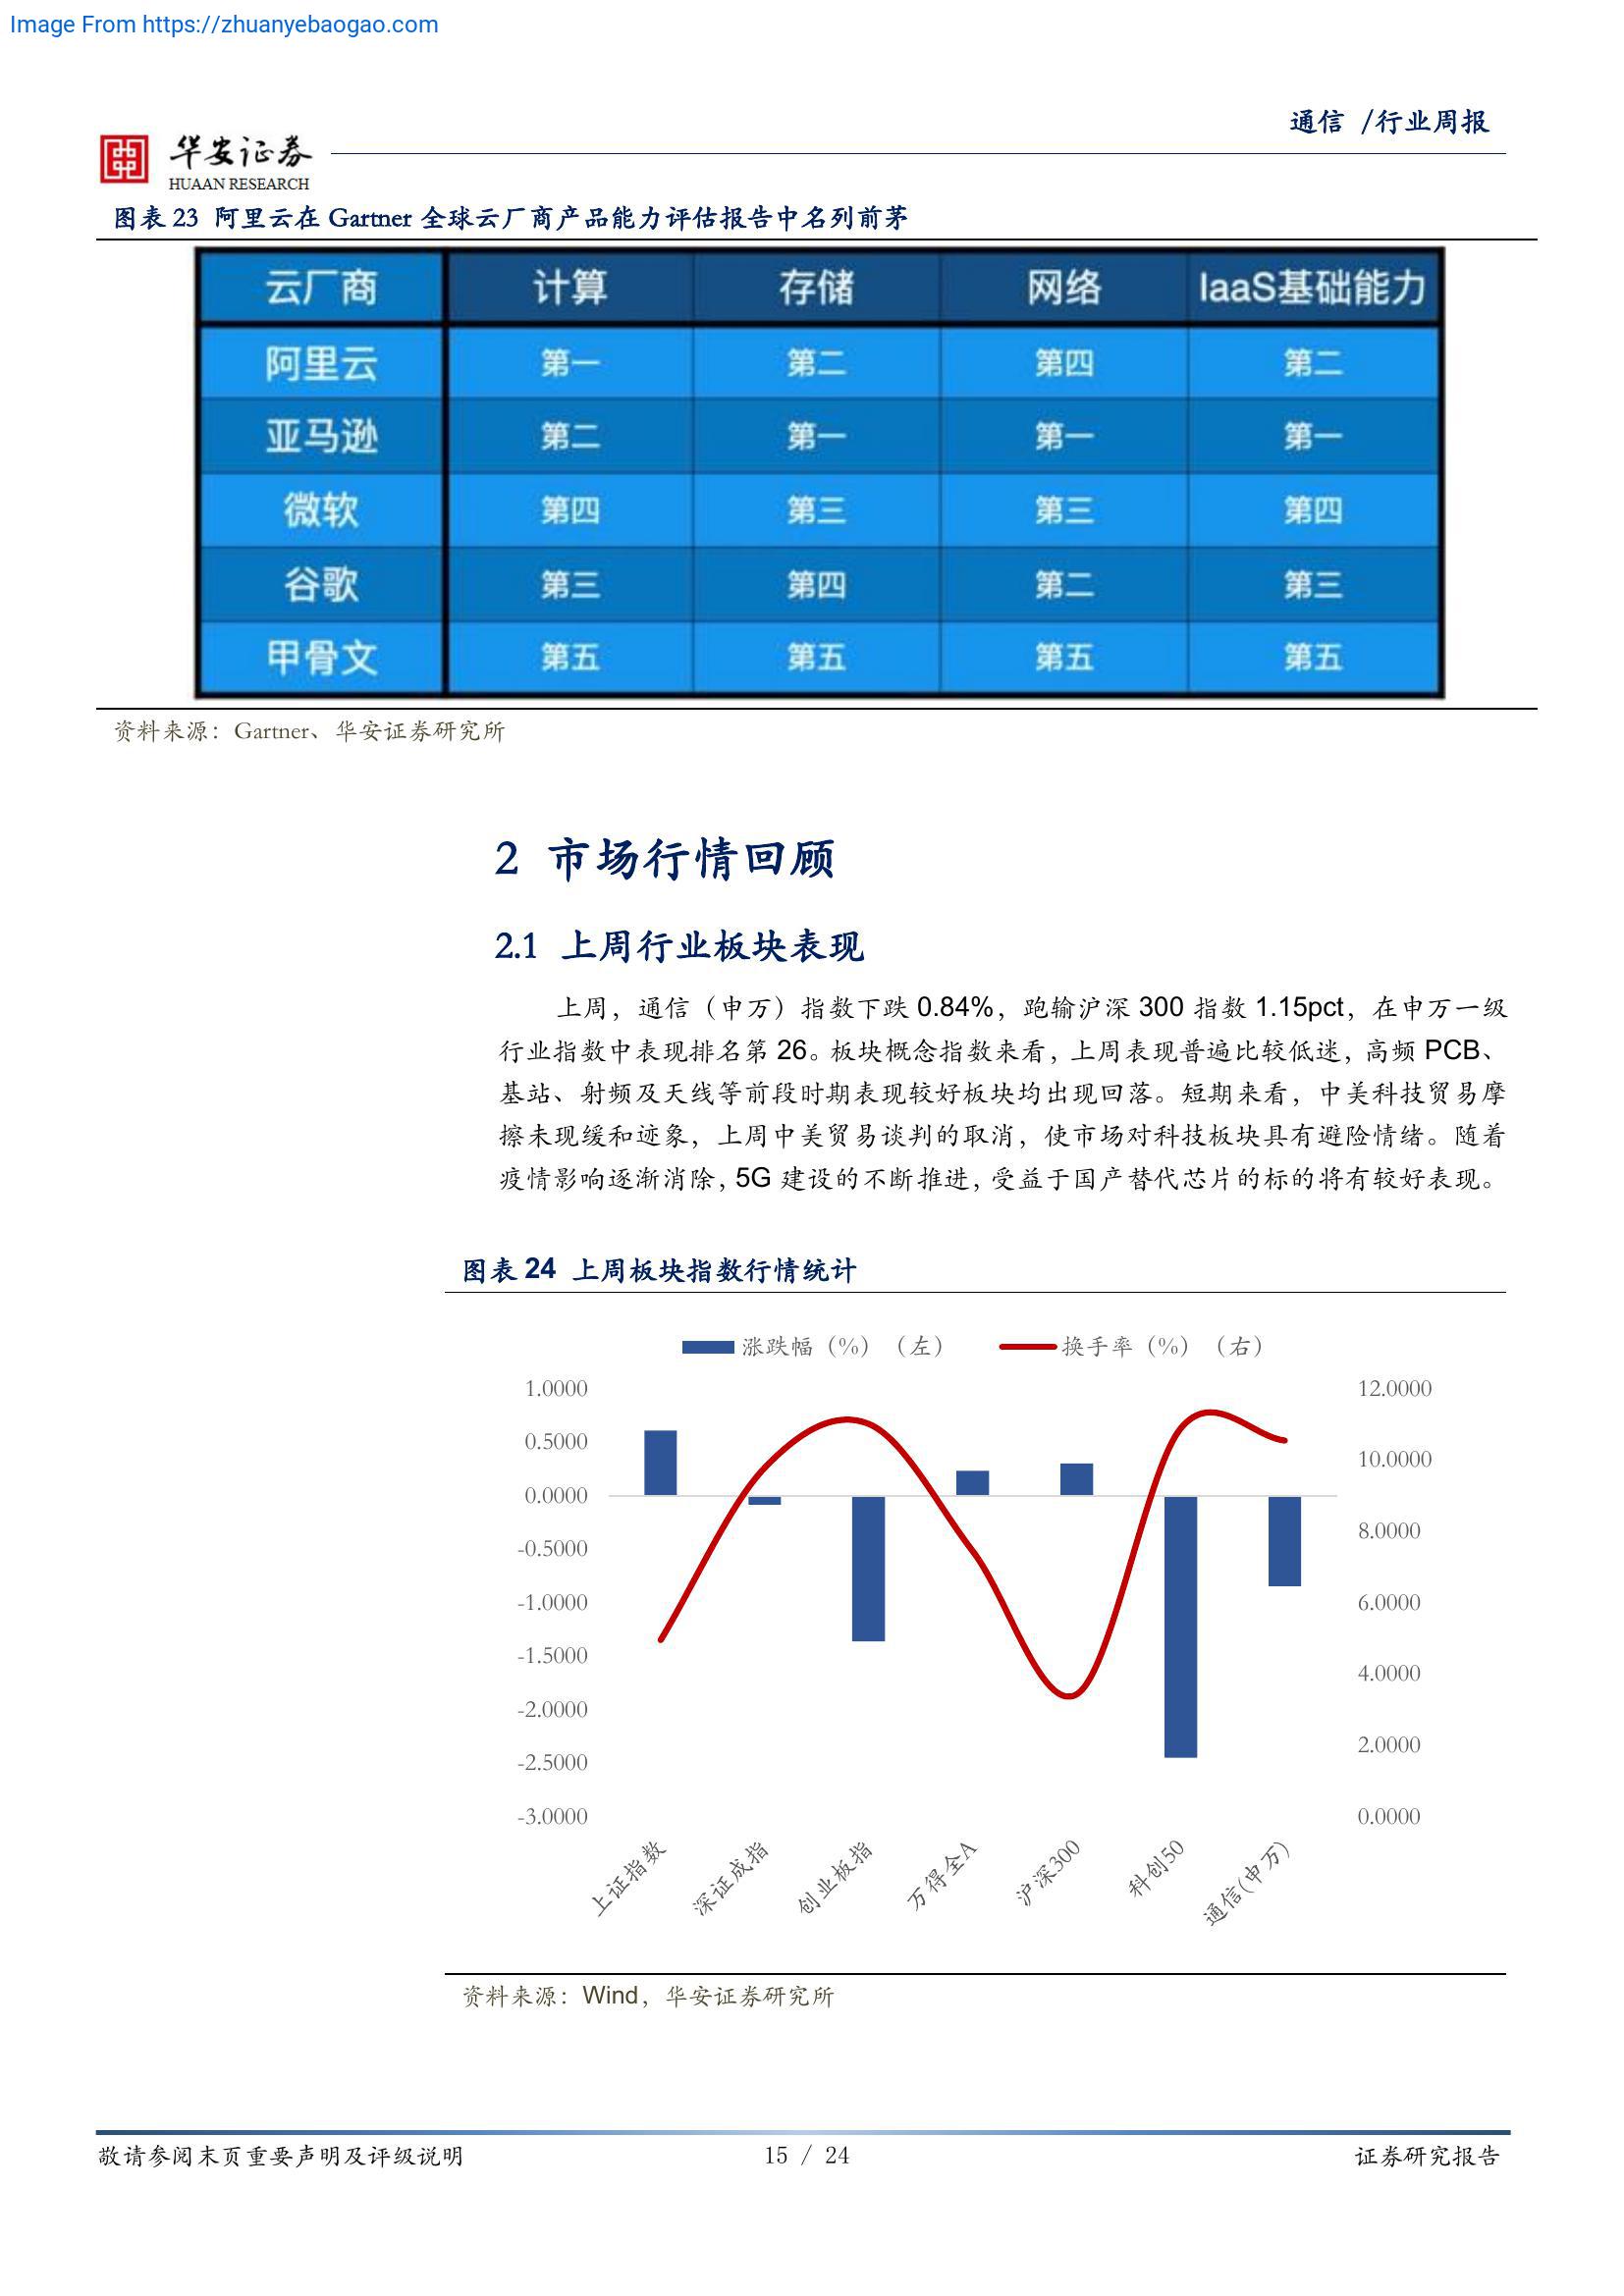 Image From https://zhuanyebaogao.com
通信 /行业周报
华安证券
HUAAN RESEARCH
图表 23 阿里云在 Gartner 全球云厂商产品能力评估报告中名列前茅
云厂商 计算 存储 网络 IaaS基础能力
阿里云 第一 第二 第四 第二
亚马逊 第二 第一 第一 第一
微软 第四 第三 第三 第四
谷歌 第三 第四 第二 第三
甲骨文 第五 第五 第五 第五
资料来源：Gartner、华安证券研究所
2 市场行情回顾
2.1 上周行业板块表现
上周，通信（申万）指数下跌 0.84%，跑输沪深 300 指数 1.15pct，在申万一级
行业指数中表现排名第 26。板块概念指数来看，上周表现普遍比较低迷，高频 PCB、
基站、射频及天线等前段时期表现较好板块均出现回落。短期来看，中美科技贸易摩
擦未现缓和迹象，上周中美贸易谈判的取消，使市场对科技板块具有避险情绪。随着
疫情影响逐渐消除，5G 建设的不断推进，受益于国产替代芯片的标的将有较好表现。
图表 24 上周板块指数行情统计
涨跌幅（%）（左） 换手率（%）（右）
1.0000 12.0000
0.5000 10.0000
0.0000
-0.5000 8.0000
-1.0000 6.0000
-1.5000 4.0000
-2.0000
-2.5000 2.0000
-3.0000 0.0000
上证指数 深证成指 创业板指 万得全A 沪深300 科创50 通信(申万)
资料来源：Wind，华安证券研究所
敬请参阅末页重要声明及评级说明 15 / 24 证券研究报告